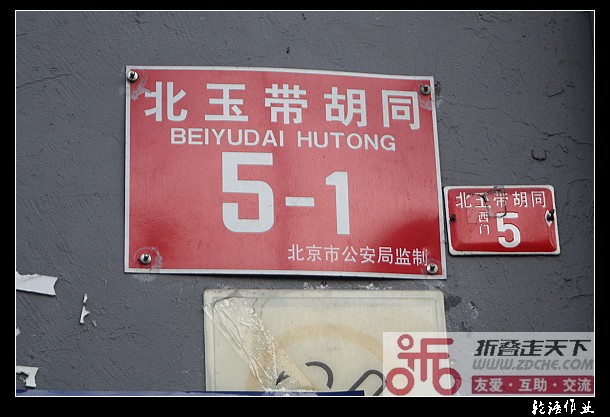 北玉带胡同
BEIYUDAI HUTONG
5-1
北京市公安局监制
北玉带胡同
西门
5
折叠走天下
WWW.ZDCHE.COM
友爱·互助·交流